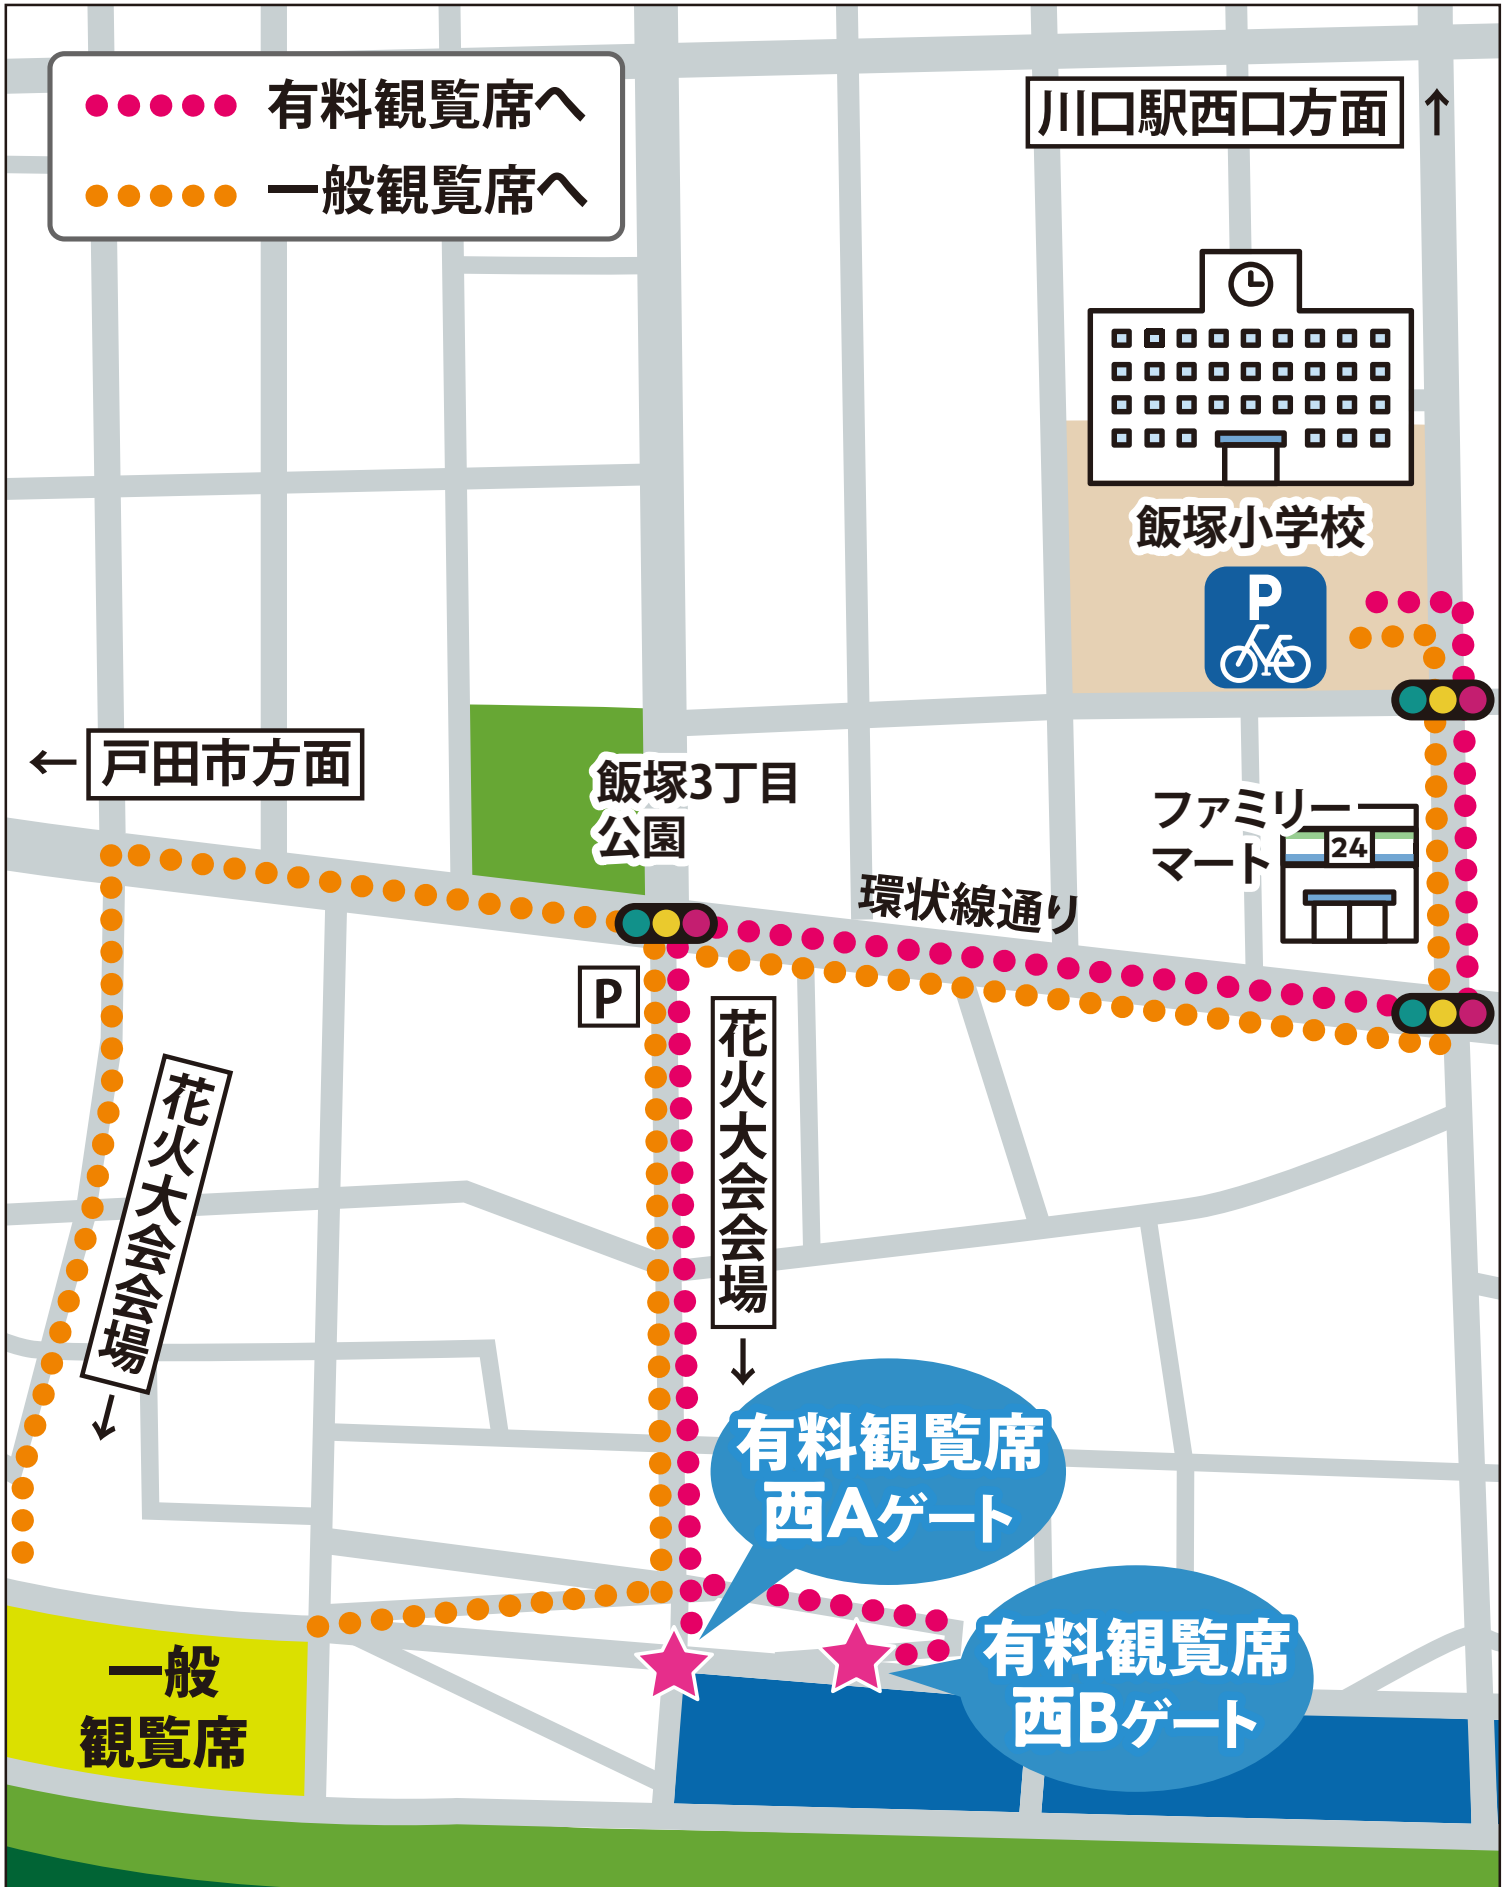 有料観覧席へ
一般観覧席へ
川口駅西口方面 ↑
飯塚小学校
P
← 戸田市方面
飯塚3丁目
公園
ファミリー
マート
24
環状線通り
P
花火大会会場
↓
花火大会会場
↓
有料観覧席
西Aゲート
有料観覧席
西Bゲート
一般
観覧席